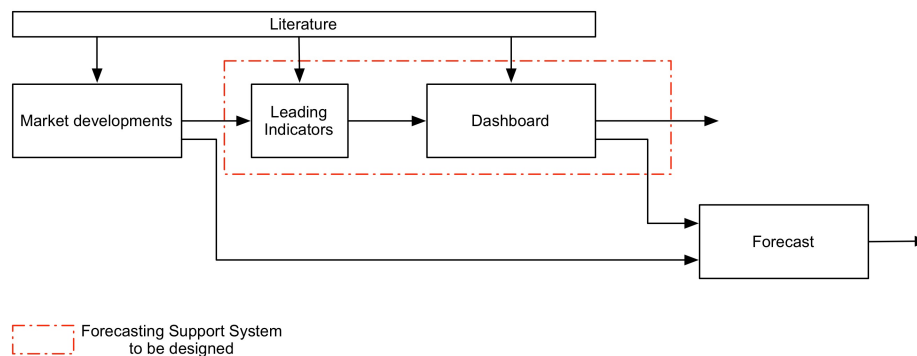 Literature
Market developments
Leading
Indicators
Dashboard
Forecast
Forecasting Support System
to be designed